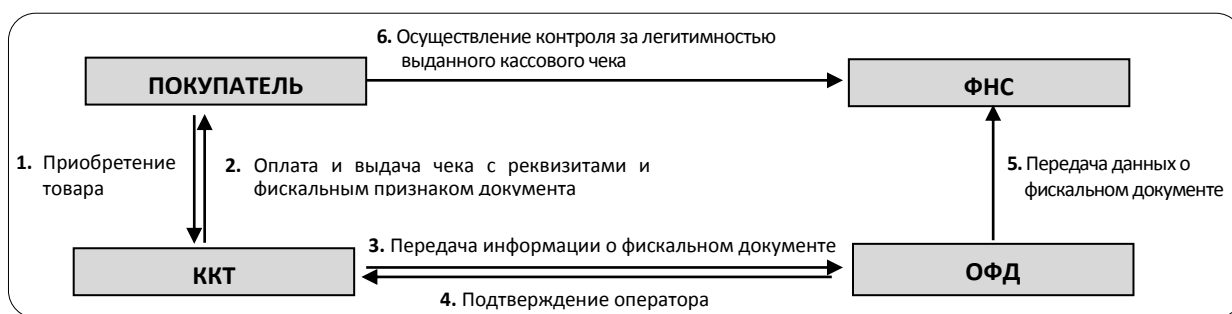 6. Осуществление контроля за легитимностью
выданного кассового чека
ПОКУПАТЕЛЬ
ФНС
1. Приобретение
товара
2. Оплата и выдача чека с реквизитами и
фискальным признаком документа
5. Передача данных о
фискальном документе
3. Передача информации о фискальном документе
ККТ
ОФД
4. Подтверждение оператора